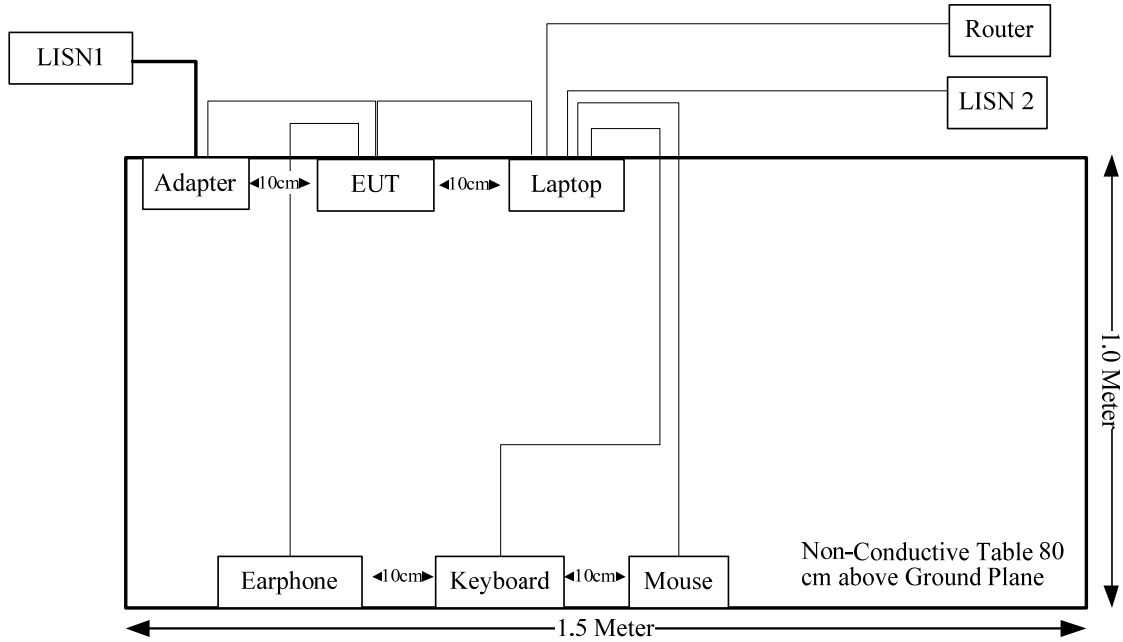 Router
LISN1
LISN 2
Adapter
10cm
EUT
10cm
Laptop
1.0 Meter
Non-Conductive Table 80
cm above Ground Plane
Earphone
10cm
Keyboard
10cm
Mouse
1.5 Meter